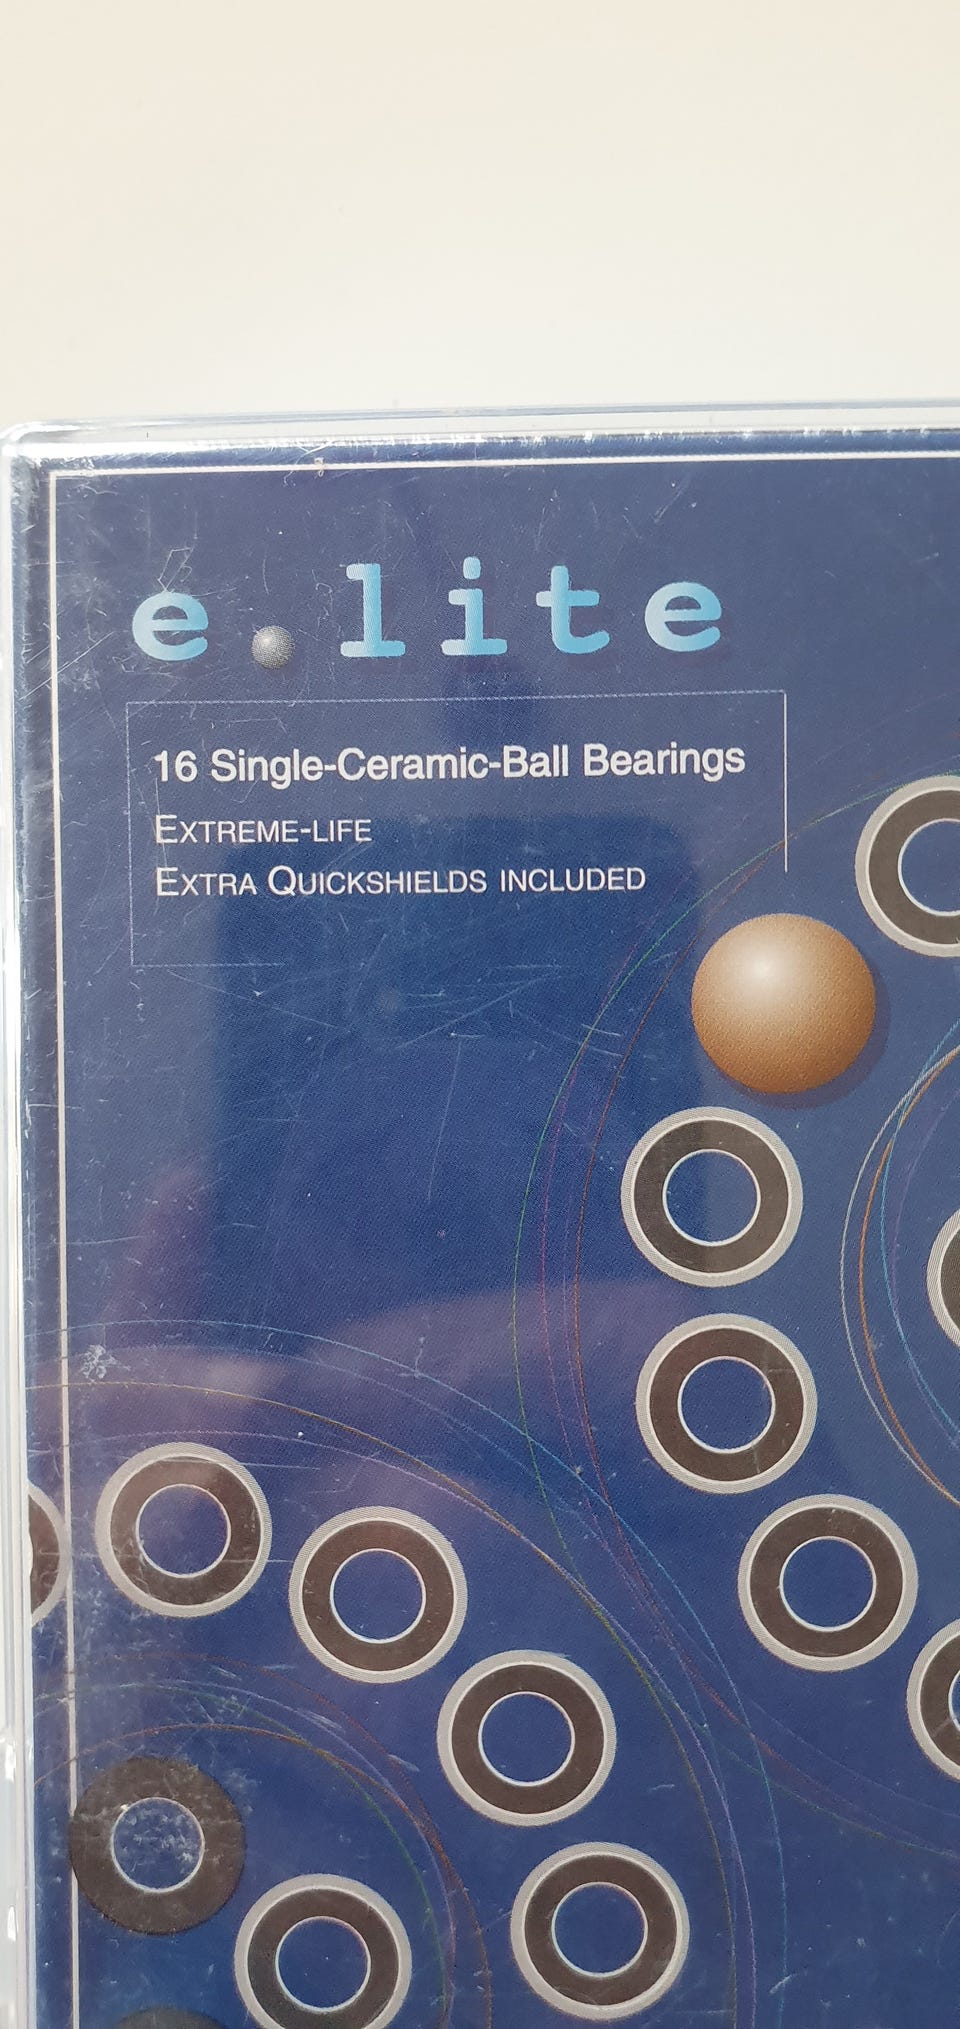 e.lite
16 Single-Ceramic-Ball Bearings
EXTREME-LIFE
EXTRA QUICKSHIELDS INCLUDED